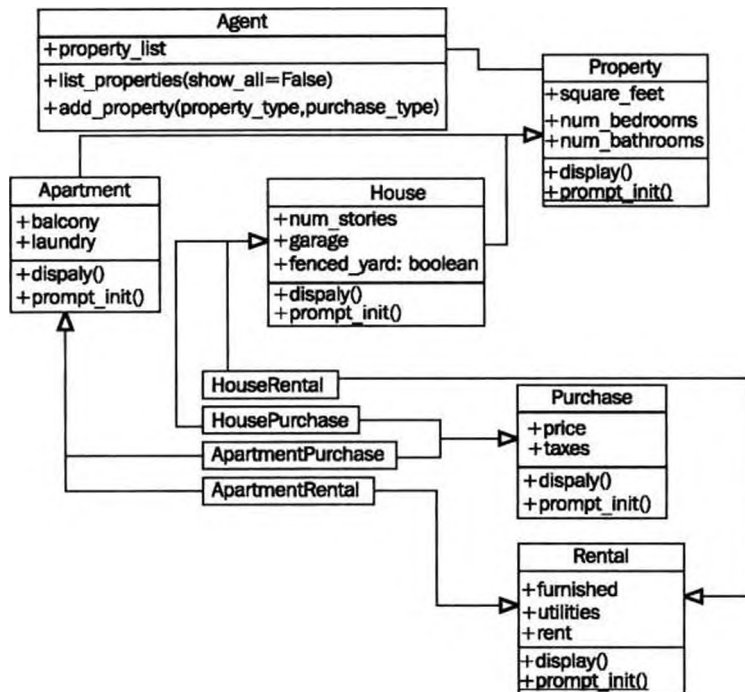 Agent
+property_list
+list_properties(show_all=False)
+add_property(property_type,purchase_type)
Property
+square_feet
+num_bedrooms
+num_bathrooms
+display()
+prompt_init()
Apartment
+balcony
+laundry
+dispaly()
+prompt_init()
House
+num_stories
+garage
+fenced_yard: boolean
+dispaly()
+prompt_init()
HouseRental
HousePurchase
ApartmentPurchase
ApartmentRental
Purchase
+price
+taxes
+dispaly()
+prompt_init()
Rental
+furnished
+utilities
+rent
+display()
+prompt_init()